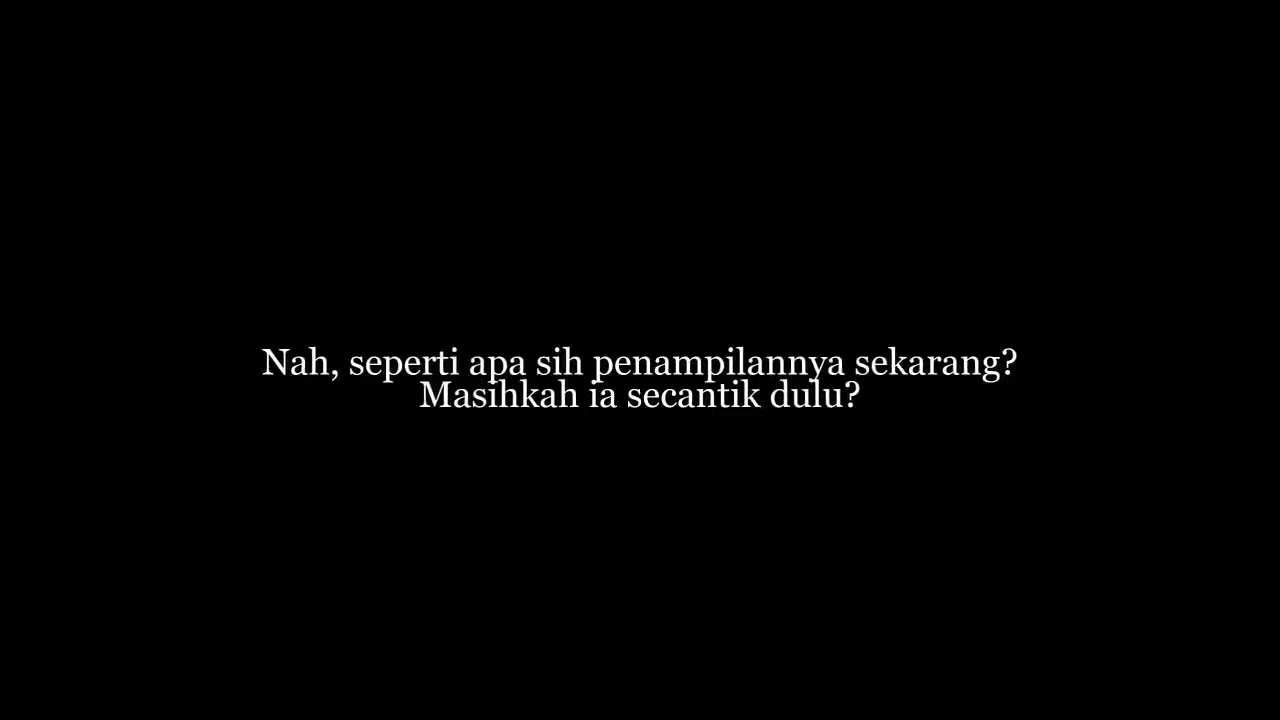 Nah, seperti apa sih penampilannya sekarang?
Masihkah ia secantik dulu?